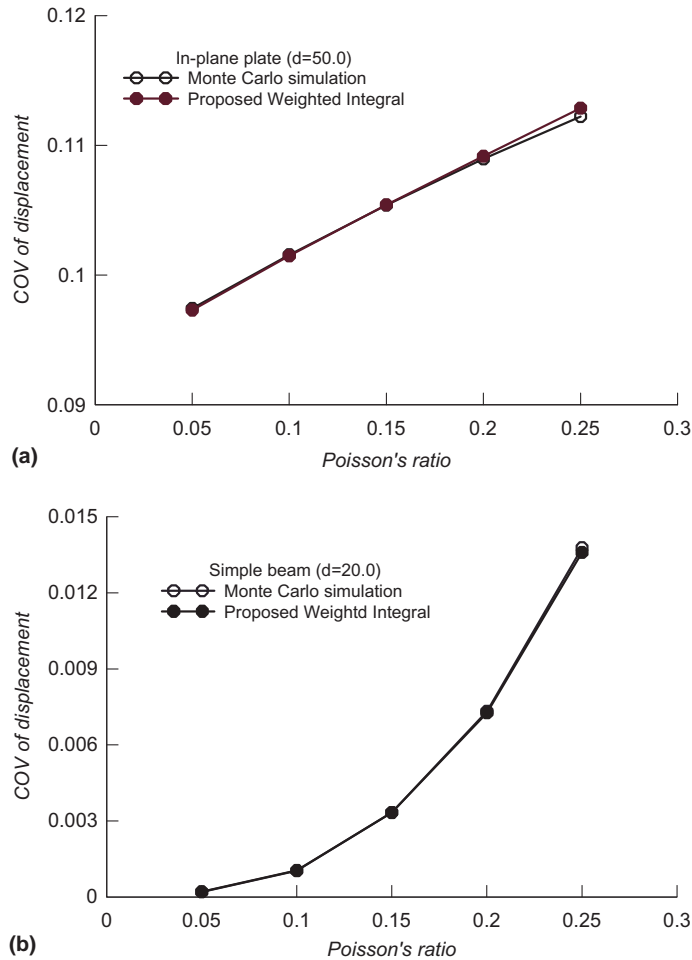 0.12
In-plane plate (d=50.0)
Monte Carlo simulation
Proposed Weighted Integral
0.11
0.1
0.09
COV of displacement
0 0.05 0.1 0.15 0.2 0.25 0.3
(a)
Poisson's ratio
0.015
Simple beam (d=20.0)
Monte Carlo simulation
Proposed Weightd Integral
0.012
0.009
0.006
0.003
0
COV of displacement
0 0.05 0.1 0.15 0.2 0.25 0.3
(b)
Poisson's ratio